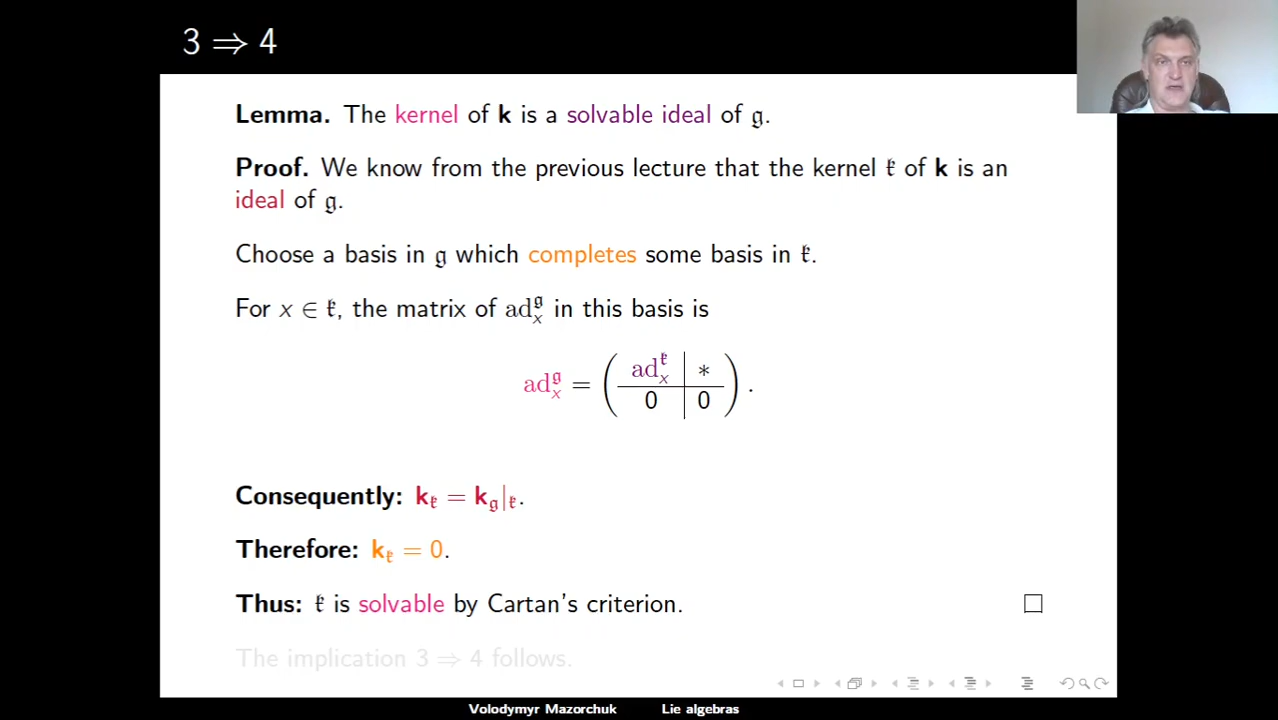 3 ⇒ 4
Lemma. The kernel of k is a solvable ideal of 𝔤.
Proof. We know from the previous lecture that the kernel 𝔨 of k is an
ideal of 𝔤.
Choose a basis in 𝔤 which completes some basis in 𝔨.
For x ∈ 𝔨, the matrix of ad_x^𝔤 in this basis is
ad_x^𝔤 = ( ad_x^𝔨 | *
0 | 0 ) .
Consequently: k_𝔨 = k_𝔤|_𝔨.
Therefore: k_𝔨 = 0.
Thus: 𝔨 is solvable by Cartan's criterion. □
The implication 3 ⇒ 4 follows.
Volodymyr Mazorchuk Lie algebras